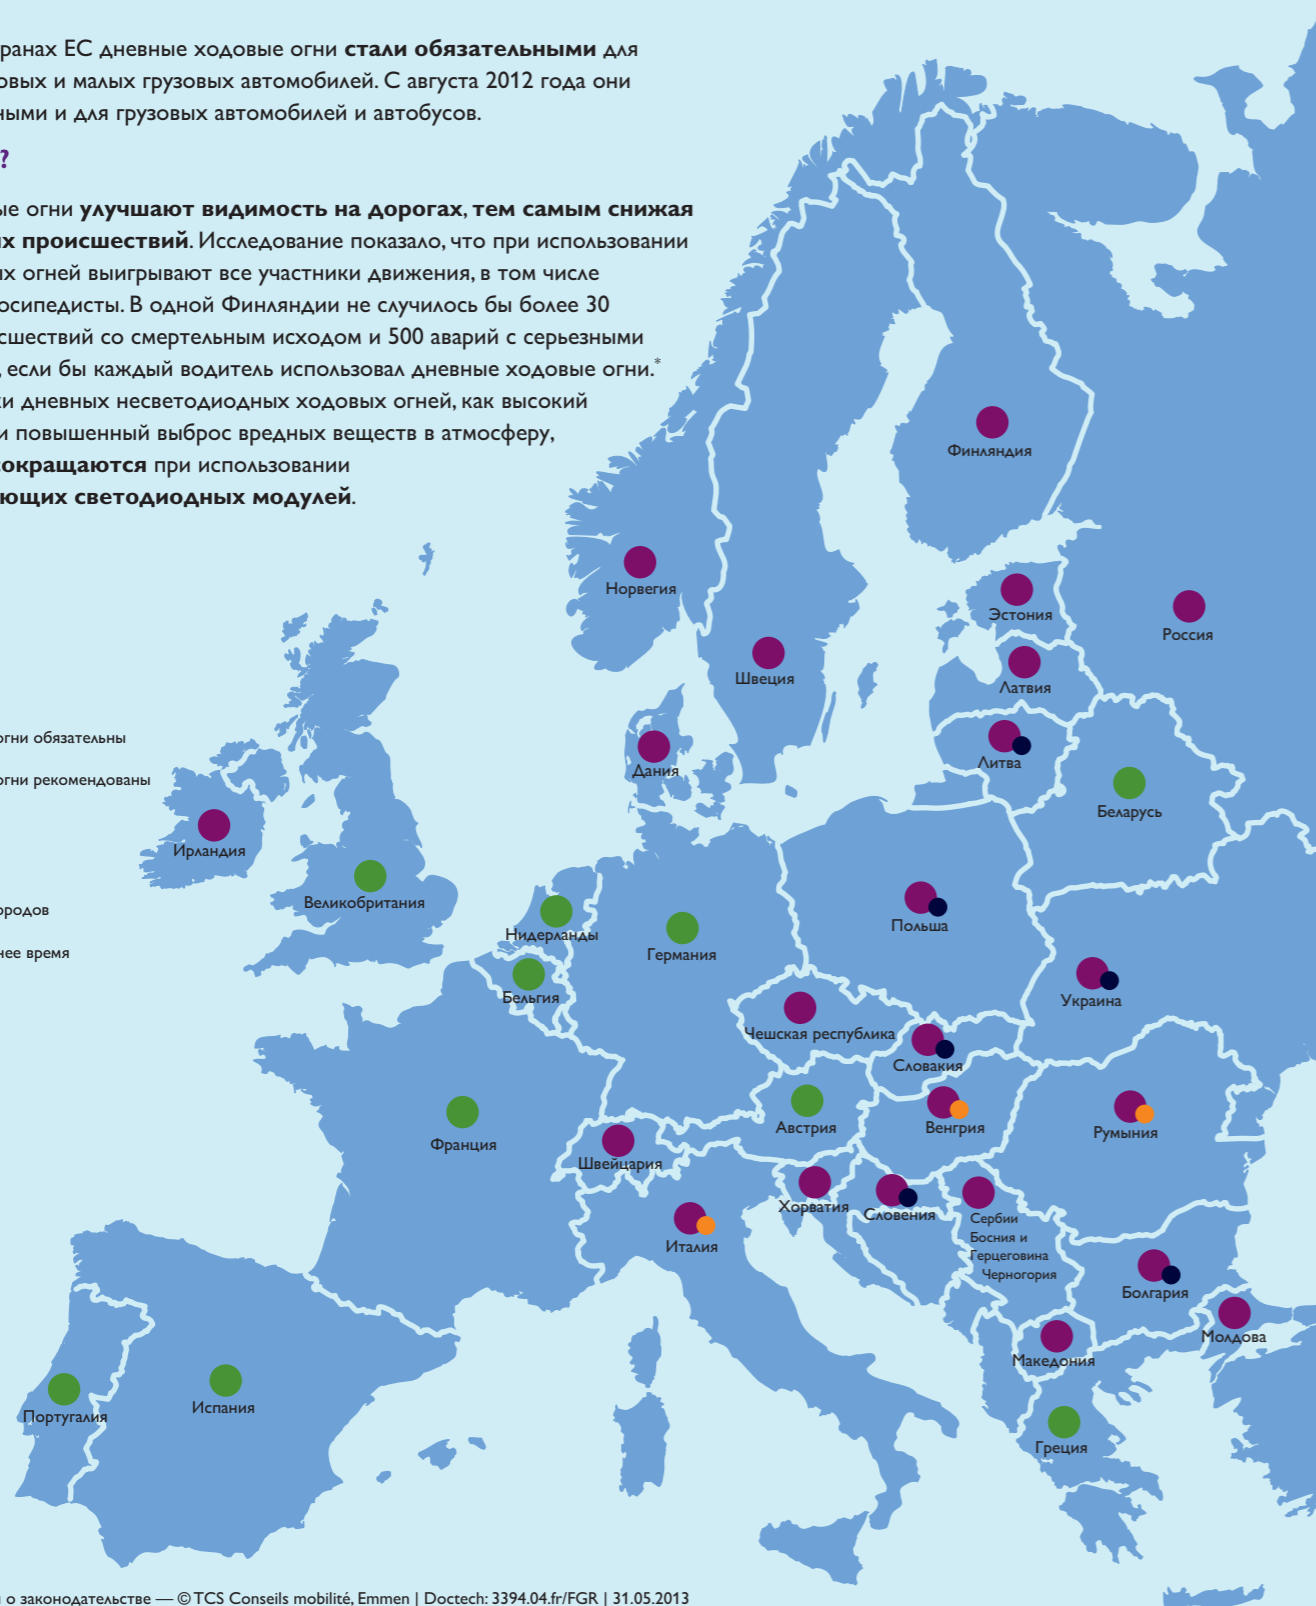 ранах ЕС дневные ходовые огни стали обязательными для
овых и малых грузовых автомобилей. С августа 2012 года они
ными и для грузовых автомобилей и автобусов.
?
ые огни улучшают видимость на дорогах, тем самым снижая
их происшествий. Исследование показало, что при использовании
ых огней выигрывают все участники движения, в том числе
осипедисты. В одной Финляндии не случилось бы более 30
сшествий со смертельным исходом и 500 аварий с серьезными
, если бы каждый водитель использовал дневные ходовые огни.*
ки дневных несветодиодных ходовых огней, как высокий
и повышенный выброс вредных веществ в атмосферу,
сокращаются при использовании
ющих светодиодных модулей.
Финляндия
Норвегия
Эстония
Россия
Швеция
Латвия
огни обязательны
Литва
Дания
огни рекомендованы
Беларусь
Ирландия
Великобритания
ородов
Польша
Нидерланды
Германия
нее время
Бельгия
Украина
Чешская республика
Словакия
Австрия
Венгрия
Румыния
Франция
Швейцария
Хорватия
Словения
Сербии
Босния и
Герцеговина
Черногория
Италия
Болгария
Молдова
Македония
Испания
Португалия
Греция
о законодательстве — © TCS Conseils mobilité, Emmen | Doctech: 3394.04.fr/FGR | 31.05.2013